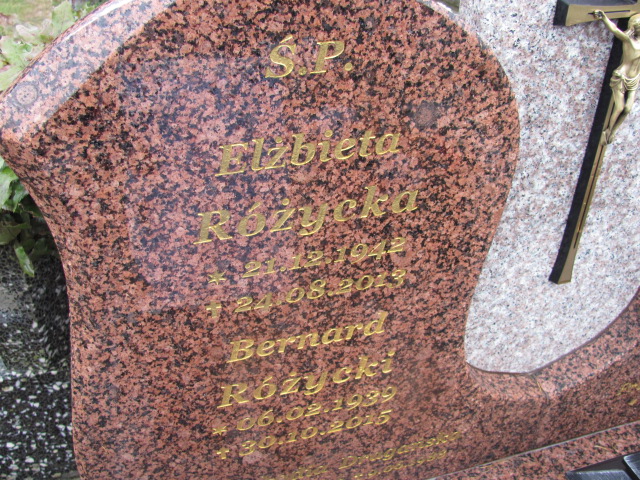 Ś.P.
Elżbieta
Różycka
* 21.12.1942
+ 24.08.2013
Bernard
Różycki
* 06.02.1939
+ 30.10.2015